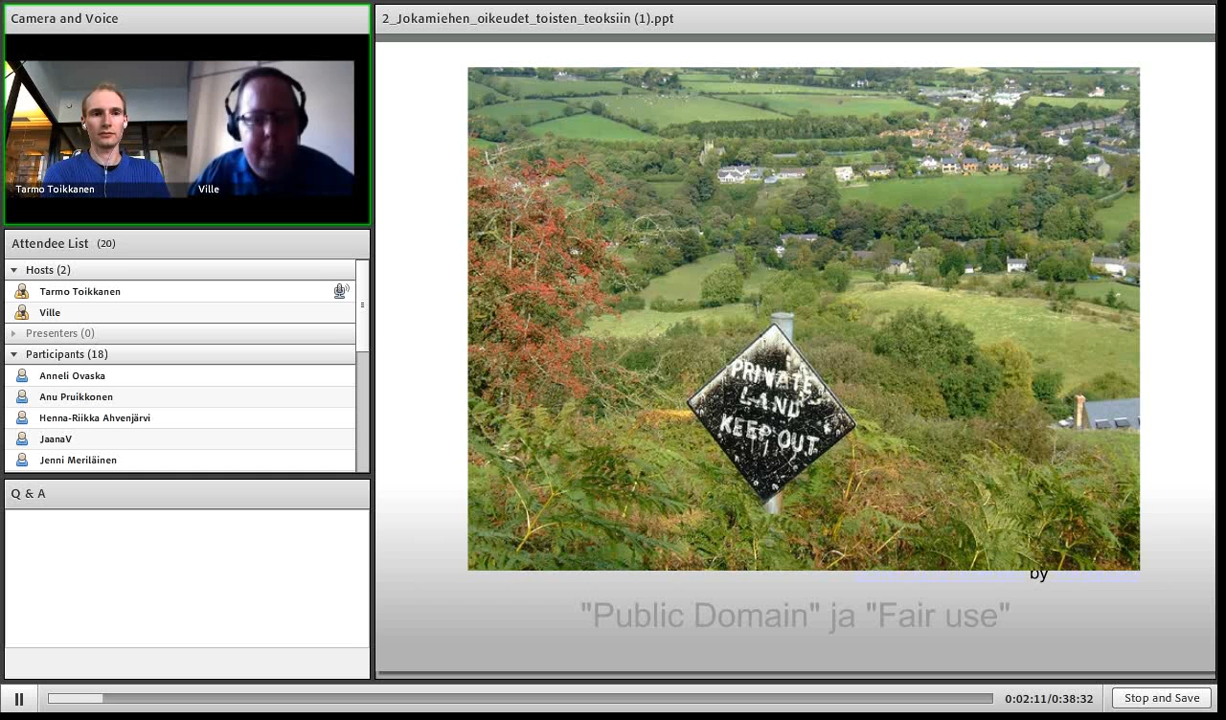 Camera and Voice
Tarmo Toikkanen
Ville
Attendee List (20)
Hosts (2)
Tarmo Toikkanen
Ville
Presenters (0)
Participants (18)
Anneli Ovaska
Anu Pruikkonen
Henna-Riikka Ahvenjärvi
JaanaV
Jenni Meriläinen
Q & A
2_Jokamiehen_oikeudet_toisten_teoksiin (1).ppt
PRIVATE
LAND
KEEP OUT
by
"Public Domain" ja "Fair use"
0:02:11/0:38:32
Stop and Save